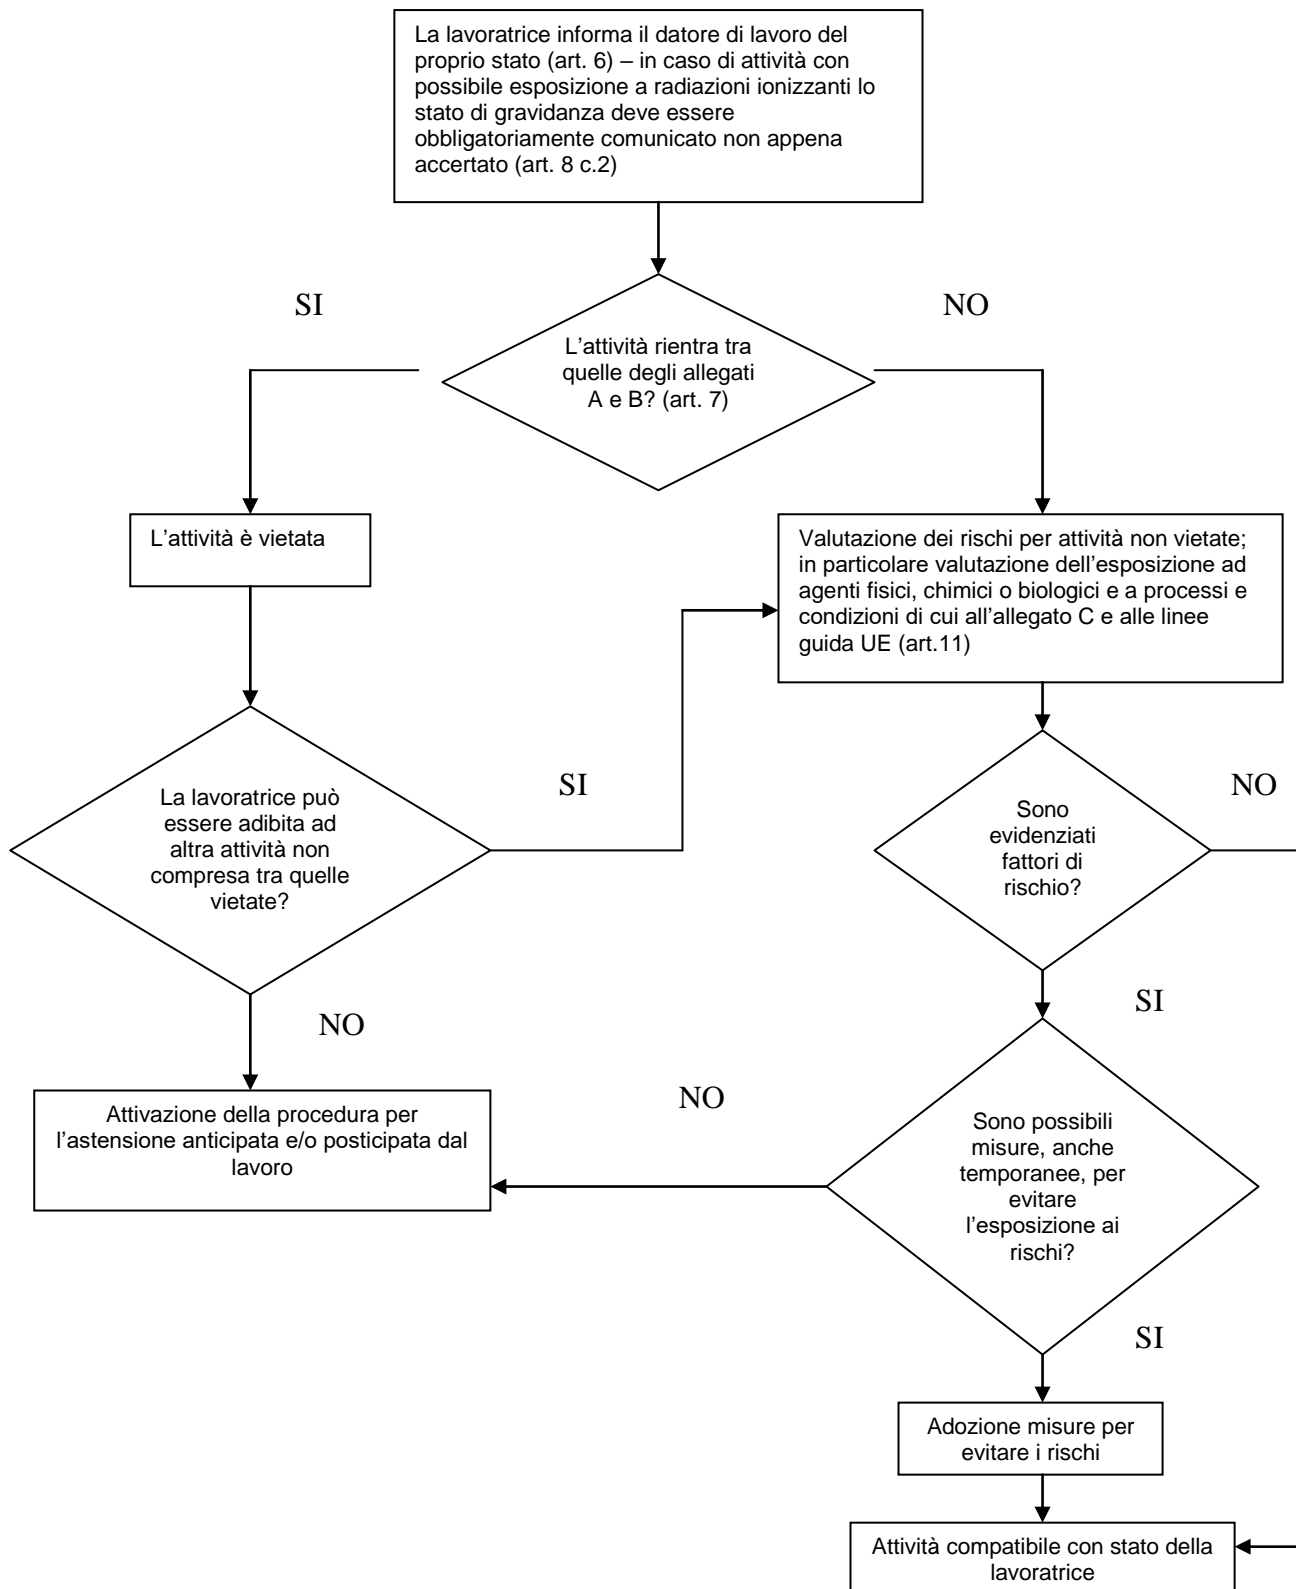 La lavoratrice informa il datore di lavoro del
proprio stato (art. 6) – in caso di attività con
possibile esposizione a radiazioni ionizzanti lo
stato di gravidanza deve essere
obbligatoriamente comunicato non appena
accertato (art. 8 c.2)
SI
NO
L’attività rientra tra
quelle degli allegati
A e B? (art. 7)
L’attività è vietata
Valutazione dei rischi per attività non vietate;
in particolare valutazione dell’esposizione ad
agenti fisici, chimici o biologici e a processi e
condizioni di cui all’allegato C e alle linee
guida UE (art.11)
La lavoratrice può
essere adibita ad
altra attività non
compresa tra quelle
vietate?
SI
Sono
evidenziati
fattori di
rischio?
NO
NO
SI
Attivazione della procedura per
l’astensione anticipata e/o posticipata dal
lavoro
NO
Sono possibili
misure, anche
temporanee, per
evitare
l’esposizione ai
rischi?
SI
Adozione misure per
evitare i rischi
Attività compatibile con stato della
lavoratrice